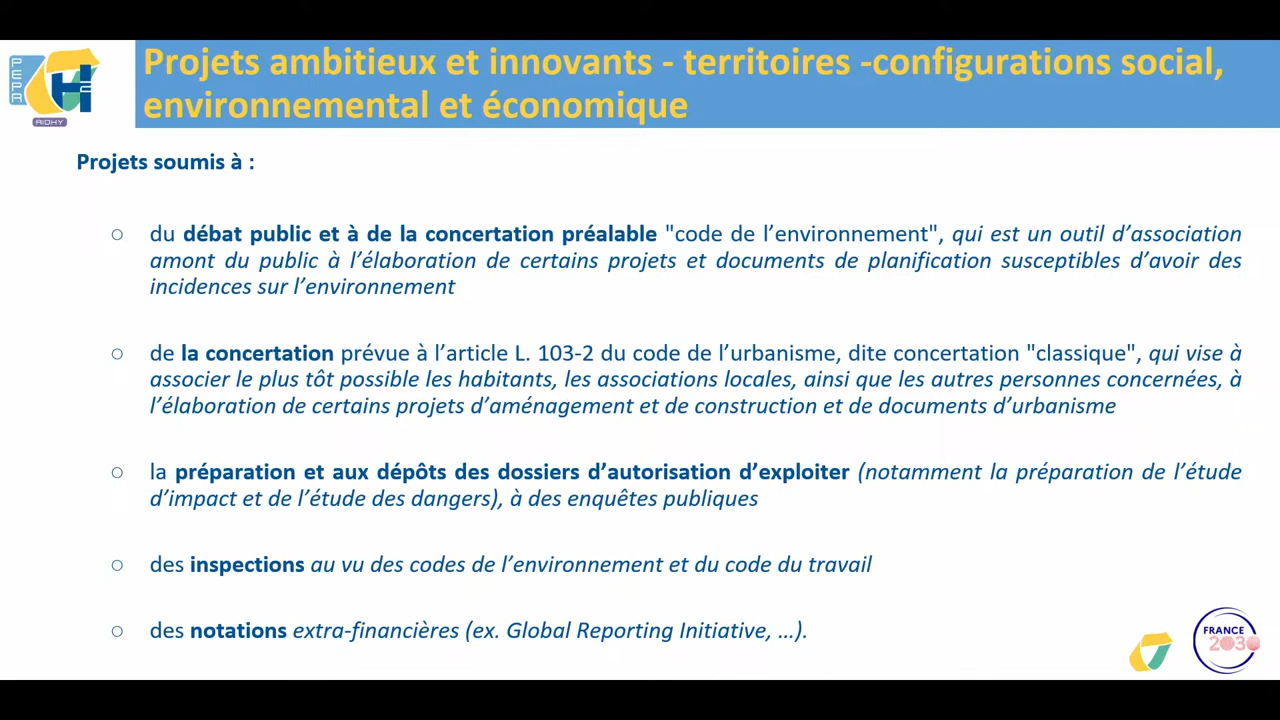 PEPR
H2
RIDHY
Projets ambitieux et innovants - territoires -configurations social,
environnemental et économique
Projets soumis à :
○ du débat public et à de la concertation préalable "code de l’environnement", qui est un outil d’association
amont du public à l’élaboration de certains projets et documents de planification susceptibles d’avoir des
incidences sur l’environnement
○ de la concertation prévue à l’article L. 103-2 du code de l’urbanisme, dite concertation "classique", qui vise à
associer le plus tôt possible les habitants, les associations locales, ainsi que les autres personnes concernées, à
l’élaboration de certains projets d’aménagement et de construction et de documents d’urbanisme
○ la préparation et aux dépôts des dossiers d’autorisation d’exploiter (notamment la préparation de l’étude
d’impact et de l’étude des dangers), à des enquêtes publiques
○ des inspections au vu des codes de l’environnement et du code du travail
○ des notations extra-financières (ex. Global Reporting Initiative, ...).
FRANCE
2030